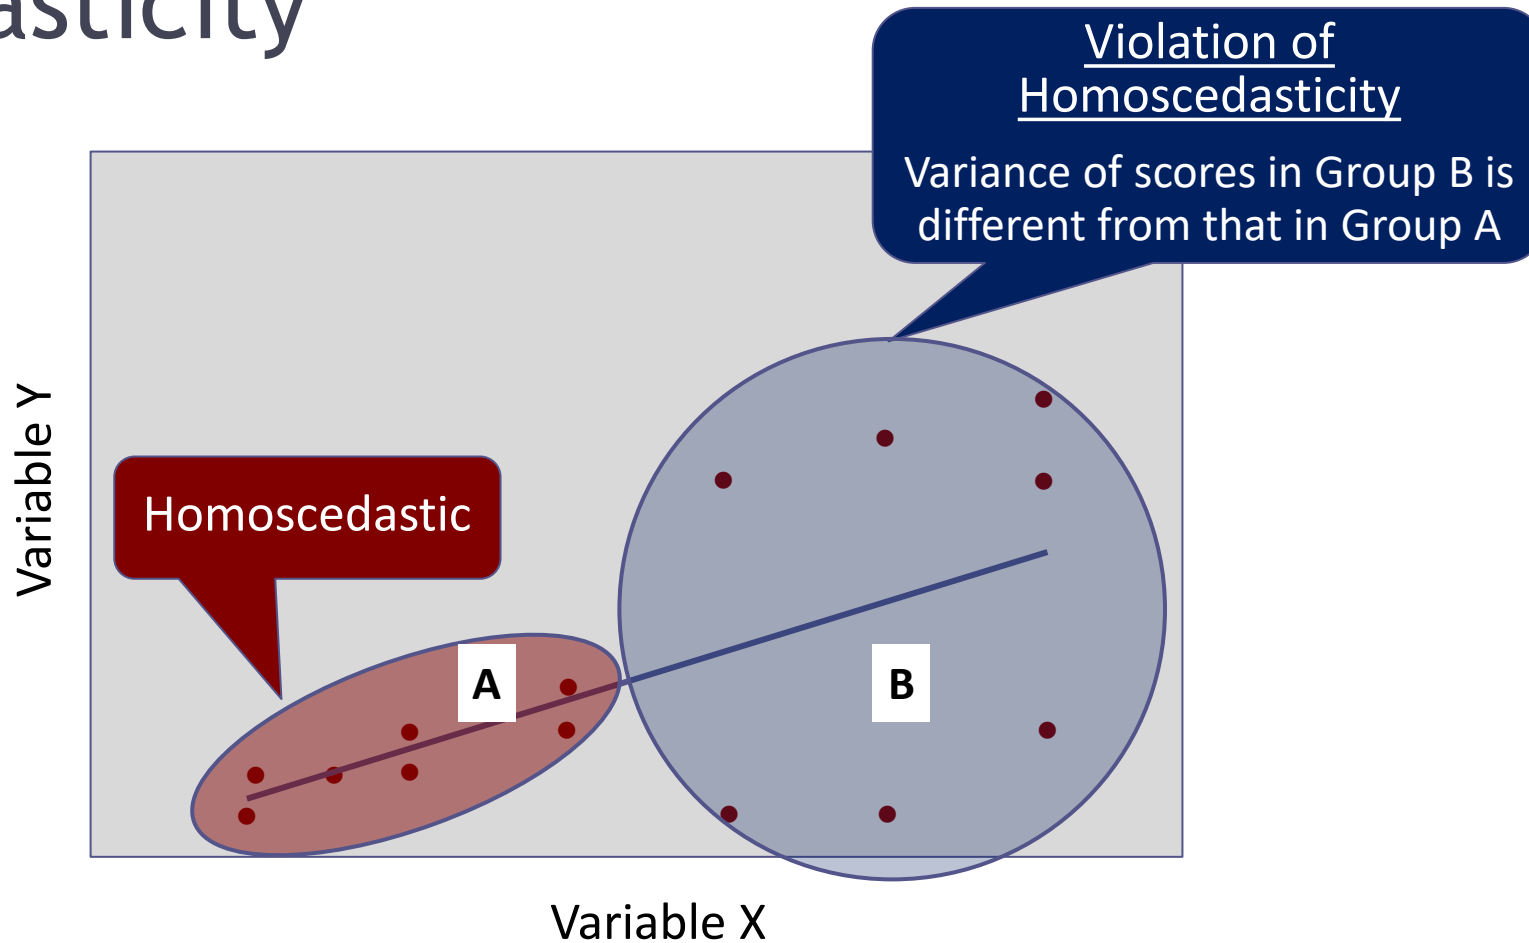 asticity
Violation of
Homoscedasticity
Variance of scores in Group B is
different from that in Group A
Variable Y
Homoscedastic
A
B
Variable X